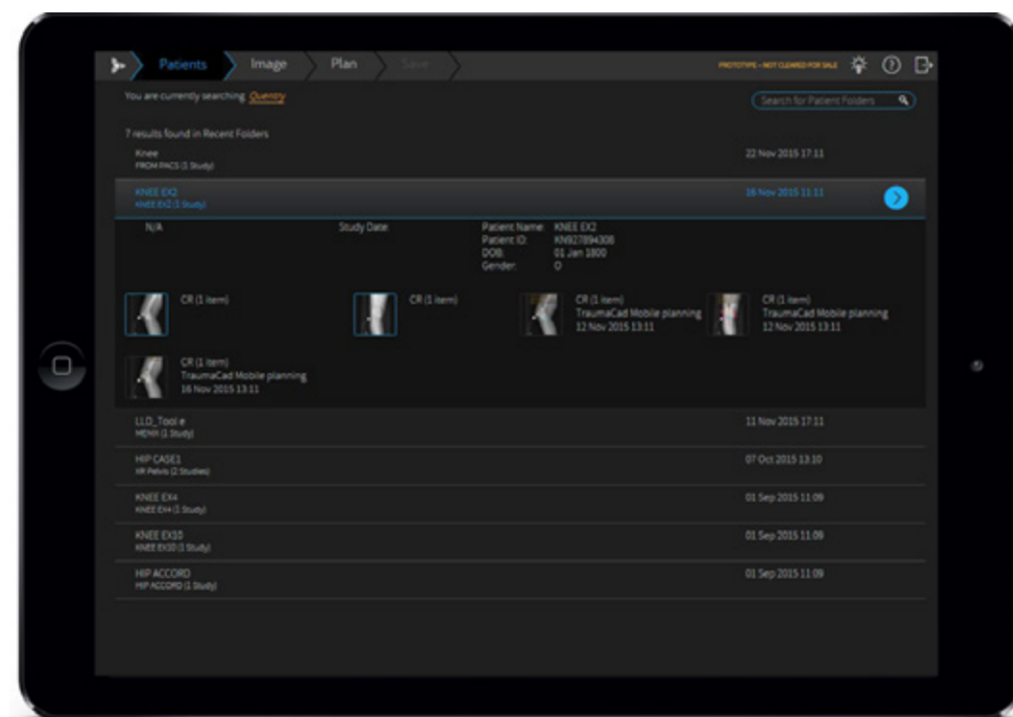 Patients Image Plan Save PROTOTYPE – NOT CLEARED FOR SALE
You are currently searching Quentry
Search for Patient Folders
7 results found in Recent Folders
Knee 22 Nov 2015 17:11
FROM PACS (1 Study)
KNEE EX2 16 Nov 2015 11:11
KNEE EX2 (1 Study)
N/A Study Date: Patient Name: KNEE EX2
Patient ID: KN927894308
DOB: 01 Jan 1800
Gender: O
CR (1 item)
CR (1 item)
CR (1 item)
TraumaCad Mobile planning
12 Nov 2015 13:11
CR (1 item)
TraumaCad Mobile planning
12 Nov 2015 13:11
CR (1 item)
TraumaCad Mobile planning
16 Nov 2015 13:11
LLD_Tool e 11 Nov 2015 17:11
(1 Study)
HIP CASE1 07 Oct 2015 13:10
XR Pelvis (2 Studies)
KNEE EX4 01 Sep 2015 11:09
KNEE EX4 (1 Study)
KNEE EX10 01 Sep 2015 11:09
KNEE EX10 (1 Study)
HIP ACCORD 01 Sep 2015 11:09
HIP ACCORD (1 Study)